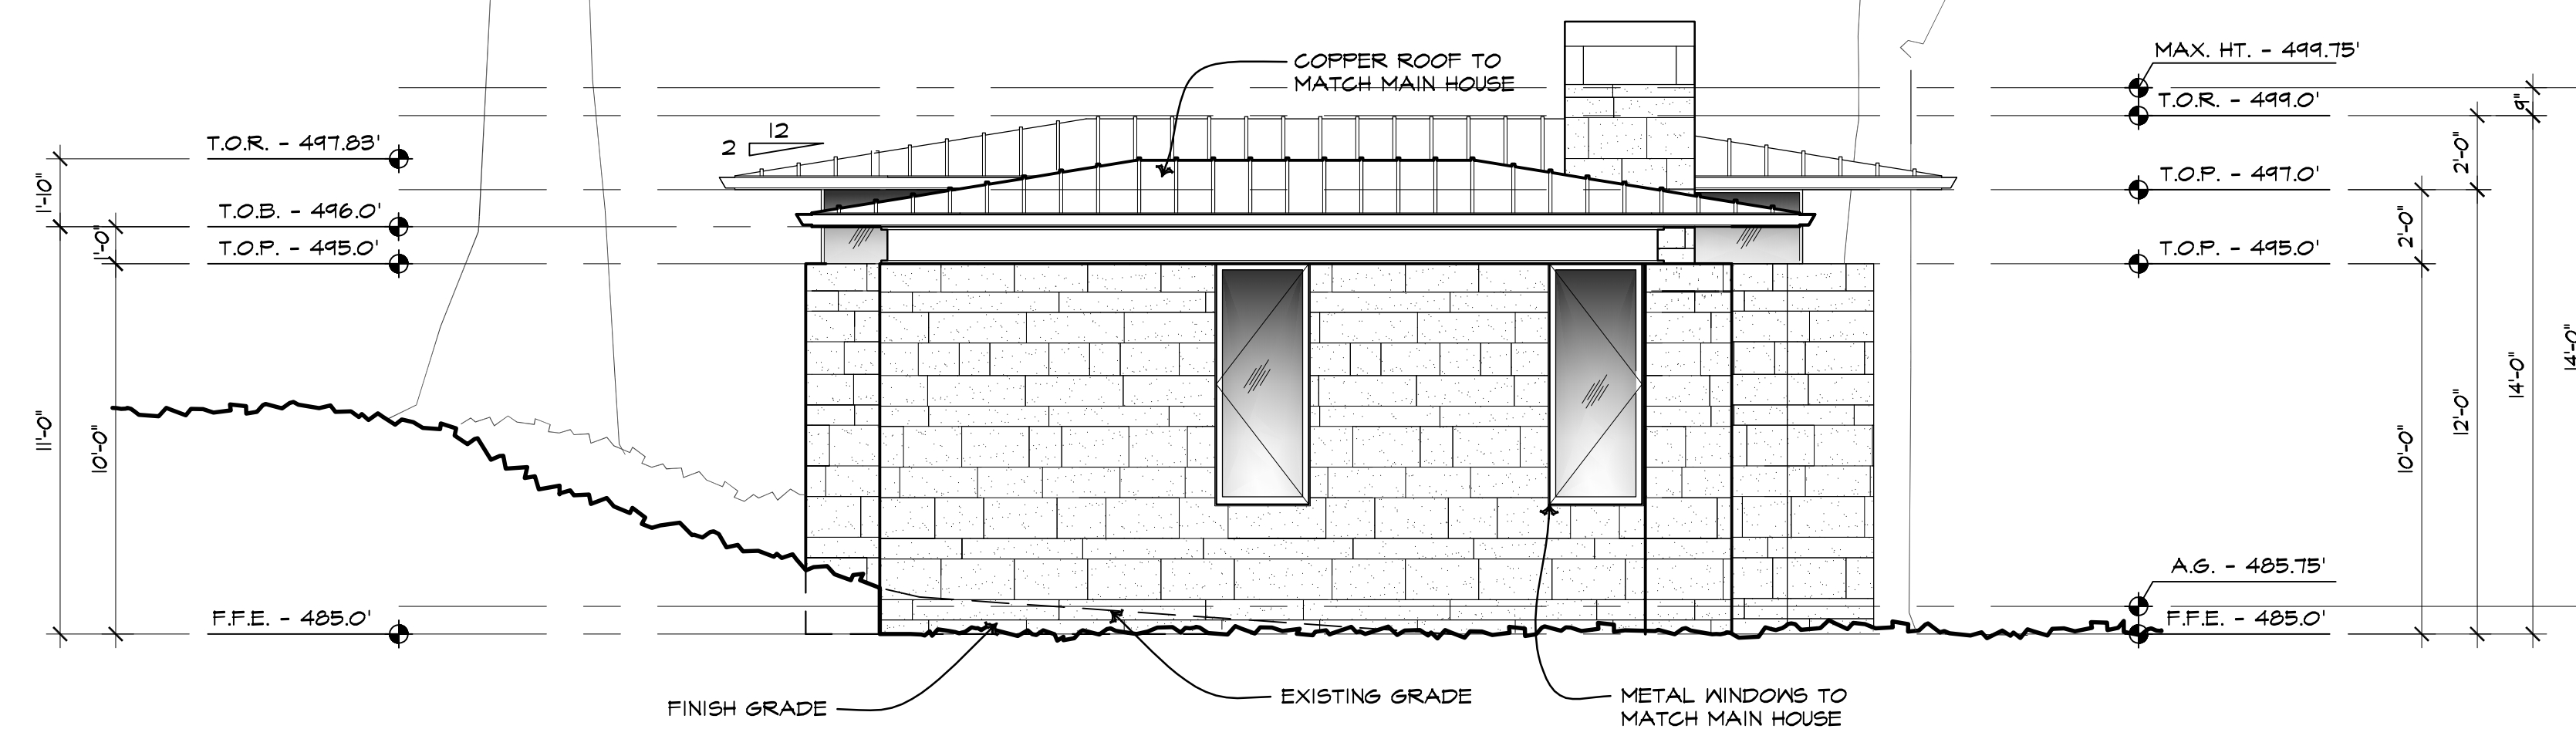 COPPER ROOF TO
MATCH MAIN HOUSE
MAX. HT. - 499.75'
T.O.R. - 499.0'
9"
T.O.R. - 497.83'
12
2
2'-0"
T.O.P. - 497.0'
1'-10"
T.O.B. - 496.0'
2'-0"
1'-0"
T.O.P. - 495.0'
T.O.P. - 495.0'
14'-0"
11'-0"
10'-0"
10'-0"
12'-0"
A.G. - 485.75'
F.F.E. - 485.0'
F.F.E. - 485.0'
FINISH GRADE
EXISTING GRADE
METAL WINDOWS TO
MATCH MAIN HOUSE